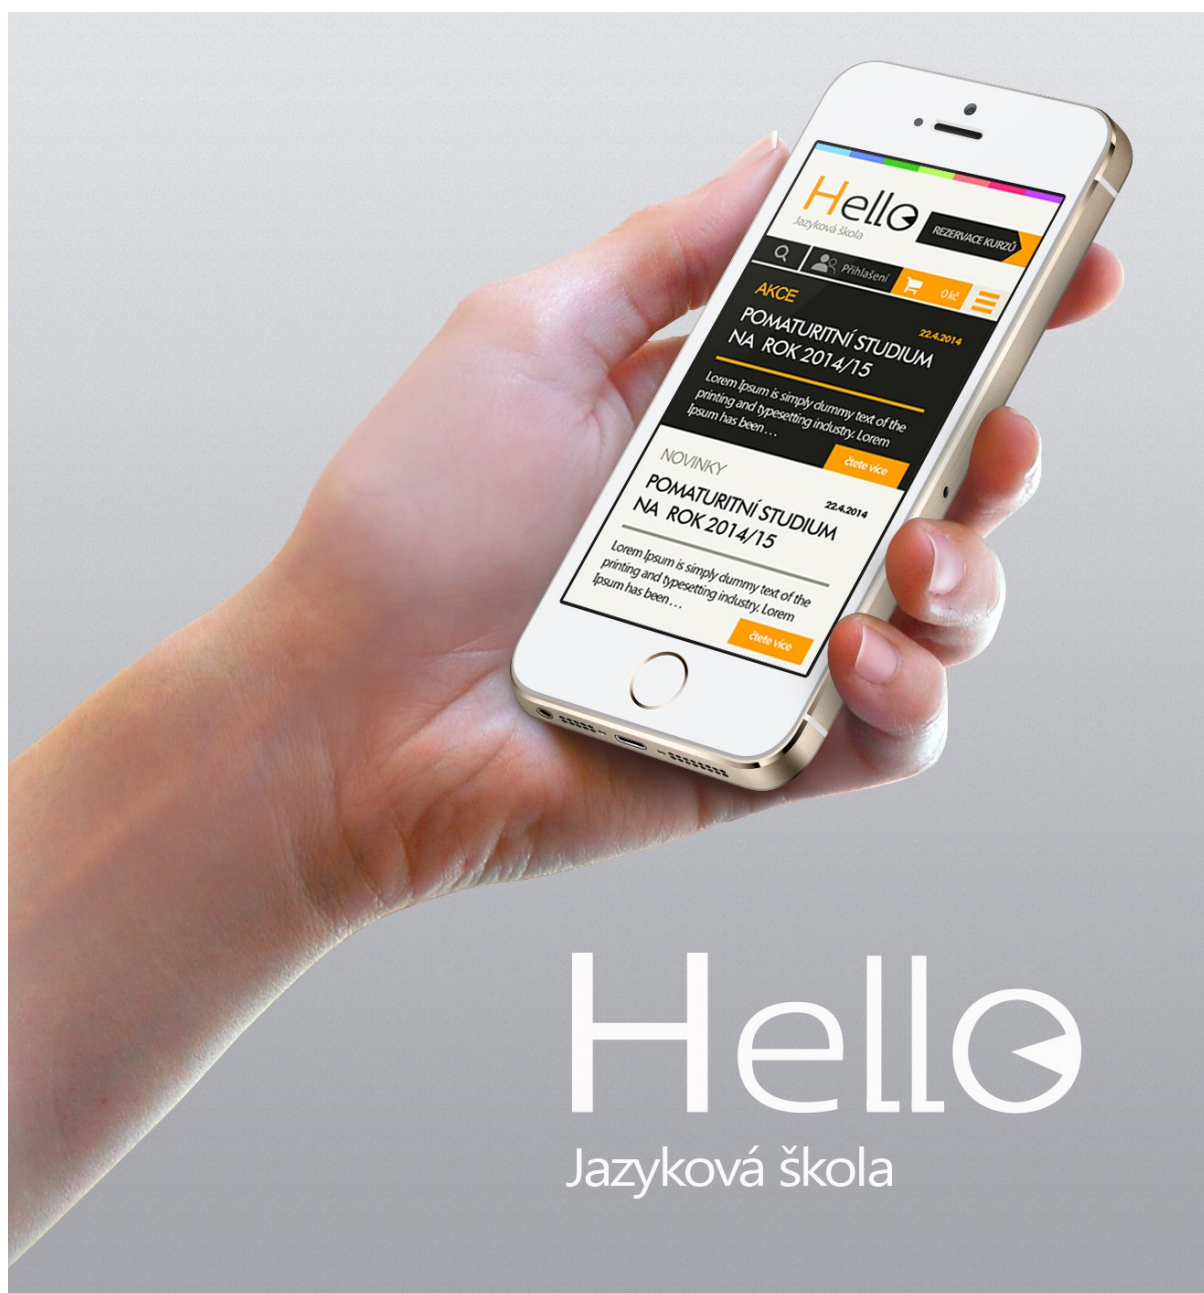 Hello
Jazyková škola
REZERVACE KURZŮ
Přihlašení
0 kč
AKCE
22.4.2014
POMATURITNÍ STUDIUM
NA ROK 2014/15
Lorem Ipsum is simply dummy text of the
printing and typesetting industry. Lorem
Ipsum has been . . .
čtete více
NOVINKY
22.4.2014
POMATURITNÍ STUDIUM
NA ROK 2014/15
Lorem Ipsum is simply dummy text of the
printing and typesetting industry. Lorem
Ipsum has been . . .
čtete více
Hello
Jazyková škola